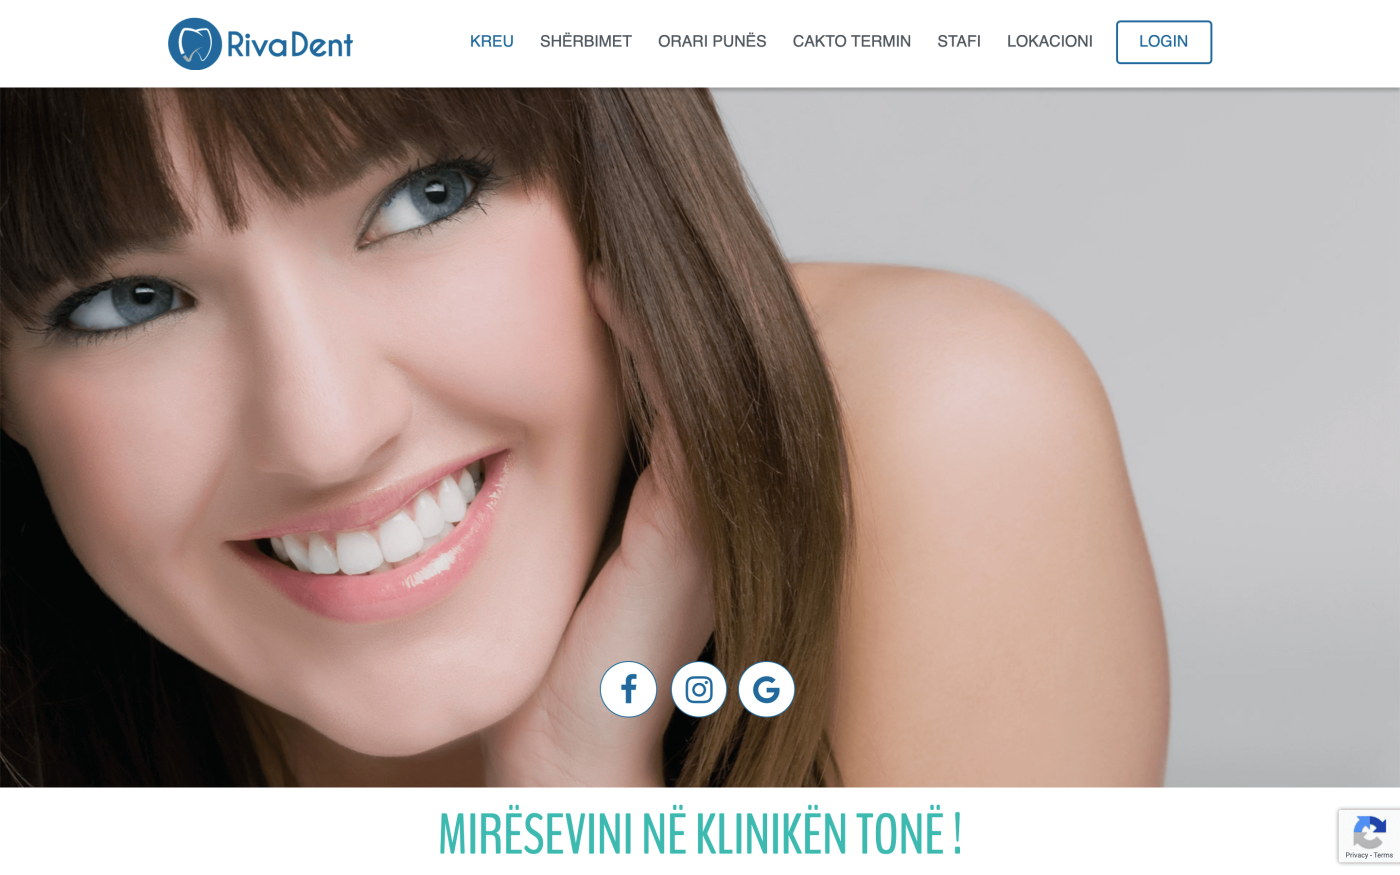 RivaDent
KREU SHËRBIMET ORARI PUNËS CAKTO TERMIN STAFI LOKACIONI LOGIN
MIRËSEVINI NË KLINIKËN TONË !
Privacy - Terms